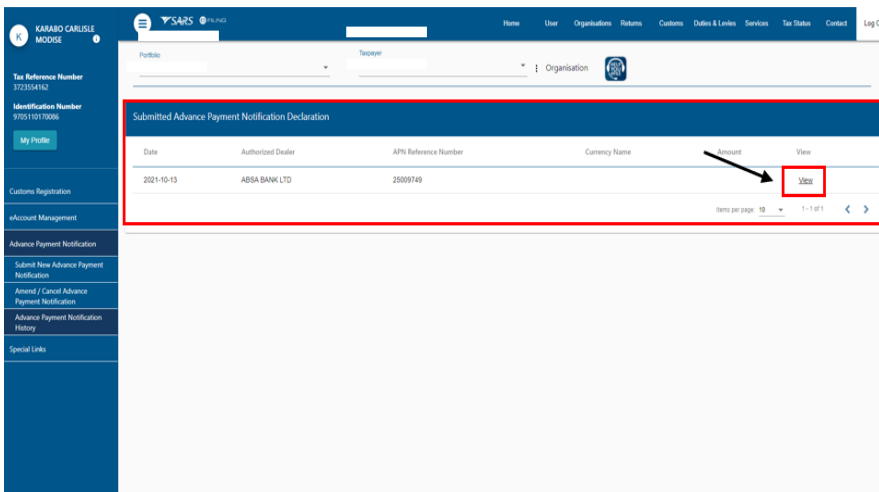 K
KARABO CARLISLE
MODISE
Tax Reference Number
3723554162
Identification Number
9705110170086
My Profile
Customs Registration
eAccount Management
Advance Payment Notification
Submit New Advance Payment
Notification
Amend / Cancel Advance
Payment Notification
Advance Payment Notification
History
Special Links
SARS eFILING
Home User Organisations Returns Customs Duties & Levies Services Tax Status Contact Log
Portfolio
Taxpayer
Organisation
Submitted Advance Payment Notification Declaration
Date Authorized Dealer APN Reference Number Currency Name Amount View
2021-10-13 ABSA BANK LTD 25009749 View
Items per page: 10 1 - 1 of 1